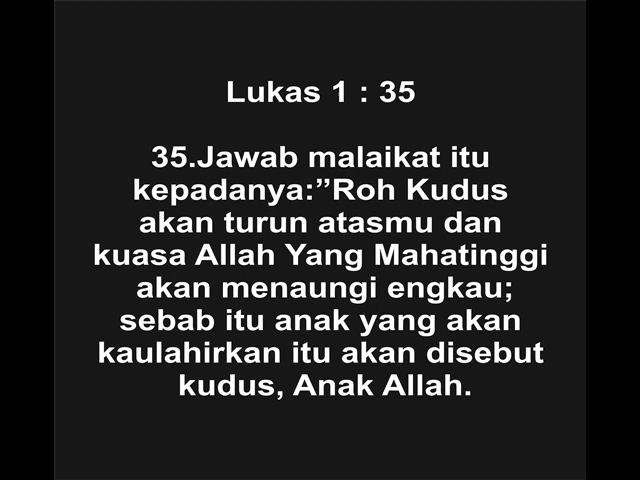 Lukas 1 : 35
35.Jawab malaikat itu
kepadanya:”Roh Kudus
akan turun atasmu dan
kuasa Allah Yang Mahatinggi
akan menaungi engkau;
sebab itu anak yang akan
kaulahirkan itu akan disebut
kudus, Anak Allah.